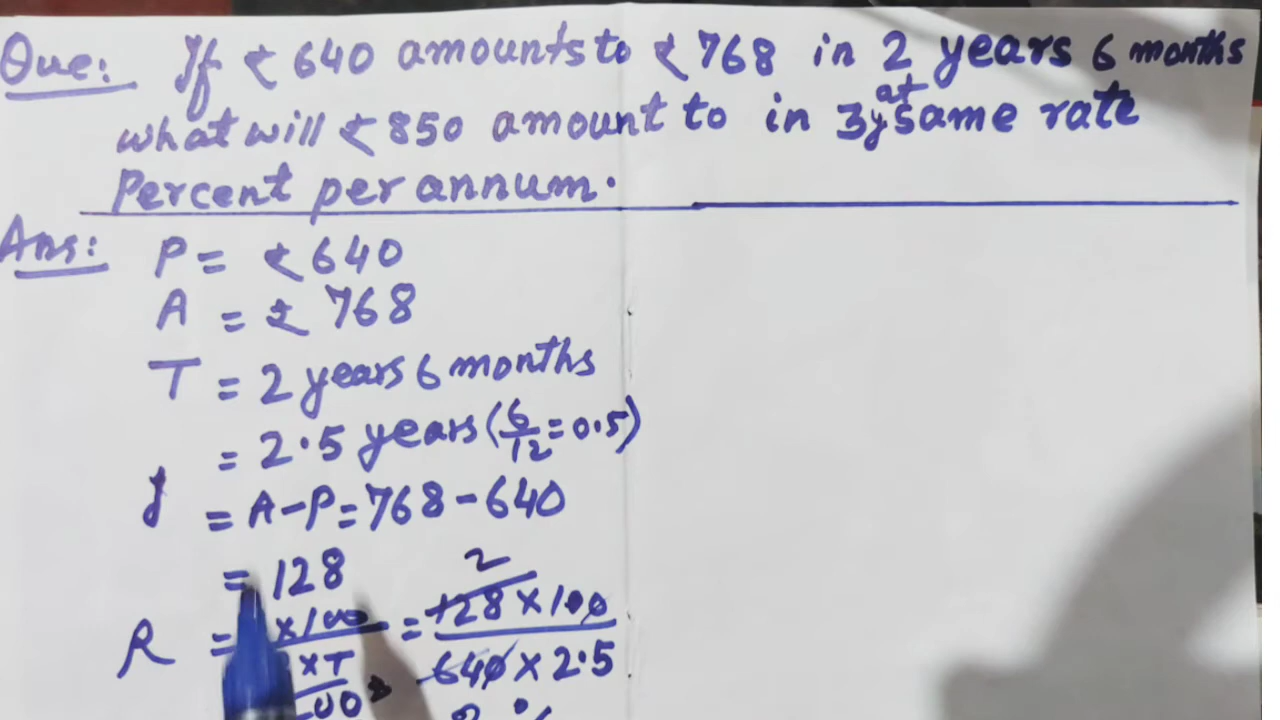 Que: If ₹ 640 amounts to ₹ 768 in 2 years 6 months
what will ₹ 850 amount to in 3y at same rate
Percent per annum.
Ans: P = ₹ 640
A = ₹ 768
T = 2 years 6 months
= 2.5 years (6/12 = 0.5)
I = A - P = 768 - 640
= 128
R = ×100 / ×T = 2 128 × 100 / 640 × 2.5